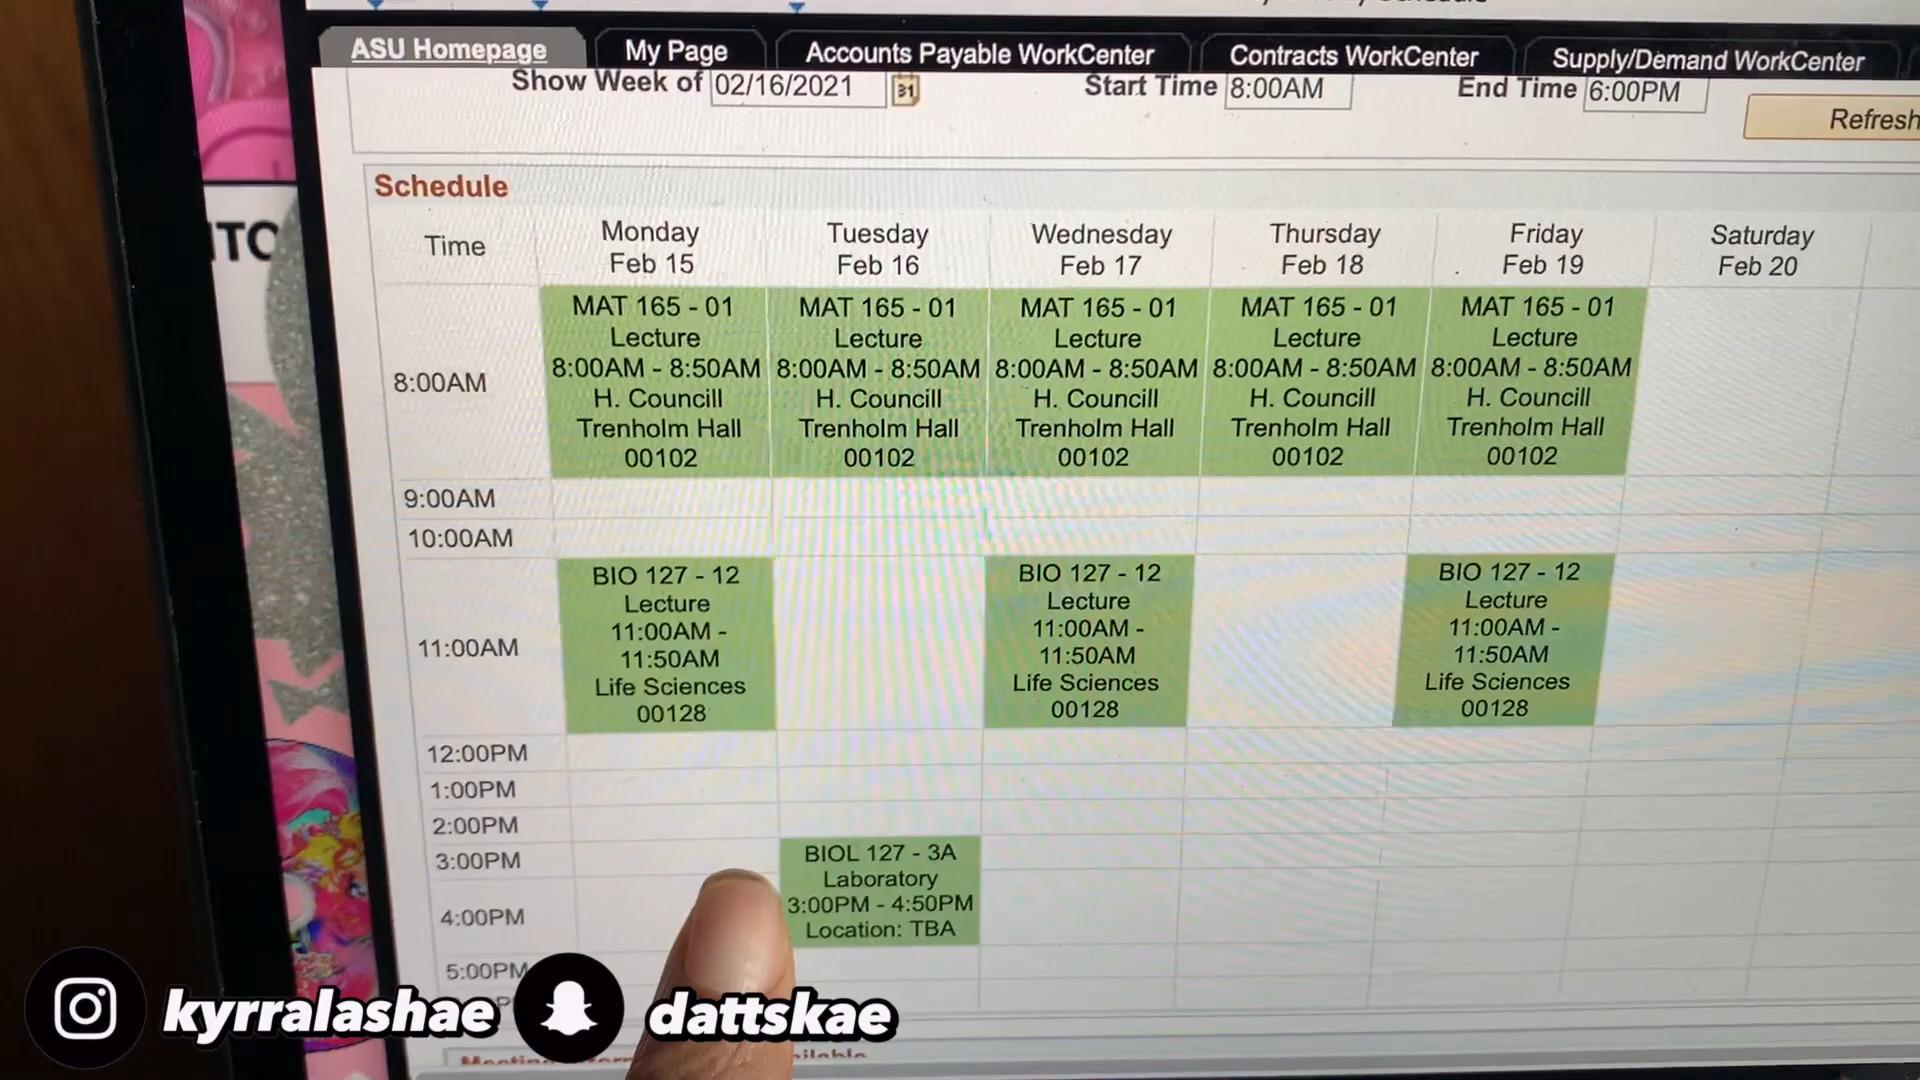 ASU Homepage My Page Accounts Payable WorkCenter Contracts WorkCenter Supply/Demand WorkCenter
Show Week of 02/16/2021 31 Start Time 8:00AM End Time 6:00PM
Refresh
Schedule
Time
Monday
Feb 15
Tuesday
Feb 16
Wednesday
Feb 17
Thursday
Feb 18
Friday
Feb 19
Saturday
Feb 20
8:00AM
MAT 165 - 01
Lecture
8:00AM - 8:50AM
H. Councill
Trenholm Hall
00102
MAT 165 - 01
Lecture
8:00AM - 8:50AM
H. Councill
Trenholm Hall
00102
MAT 165 - 01
Lecture
8:00AM - 8:50AM
H. Councill
Trenholm Hall
00102
MAT 165 - 01
Lecture
8:00AM - 8:50AM
H. Councill
Trenholm Hall
00102
MAT 165 - 01
Lecture
8:00AM - 8:50AM
H. Councill
Trenholm Hall
00102
9:00AM
10:00AM
11:00AM
BIO 127 - 12
Lecture
11:00AM -
11:50AM
Life Sciences
00128
BIO 127 - 12
Lecture
11:00AM -
11:50AM
Life Sciences
00128
BIO 127 - 12
Lecture
11:00AM -
11:50AM
Life Sciences
00128
12:00PM
1:00PM
2:00PM
3:00PM
BIOL 127 - 3A
Laboratory
3:00PM - 4:50PM
Location: TBA
4:00PM
5:00PM
kyrralashae dattskae